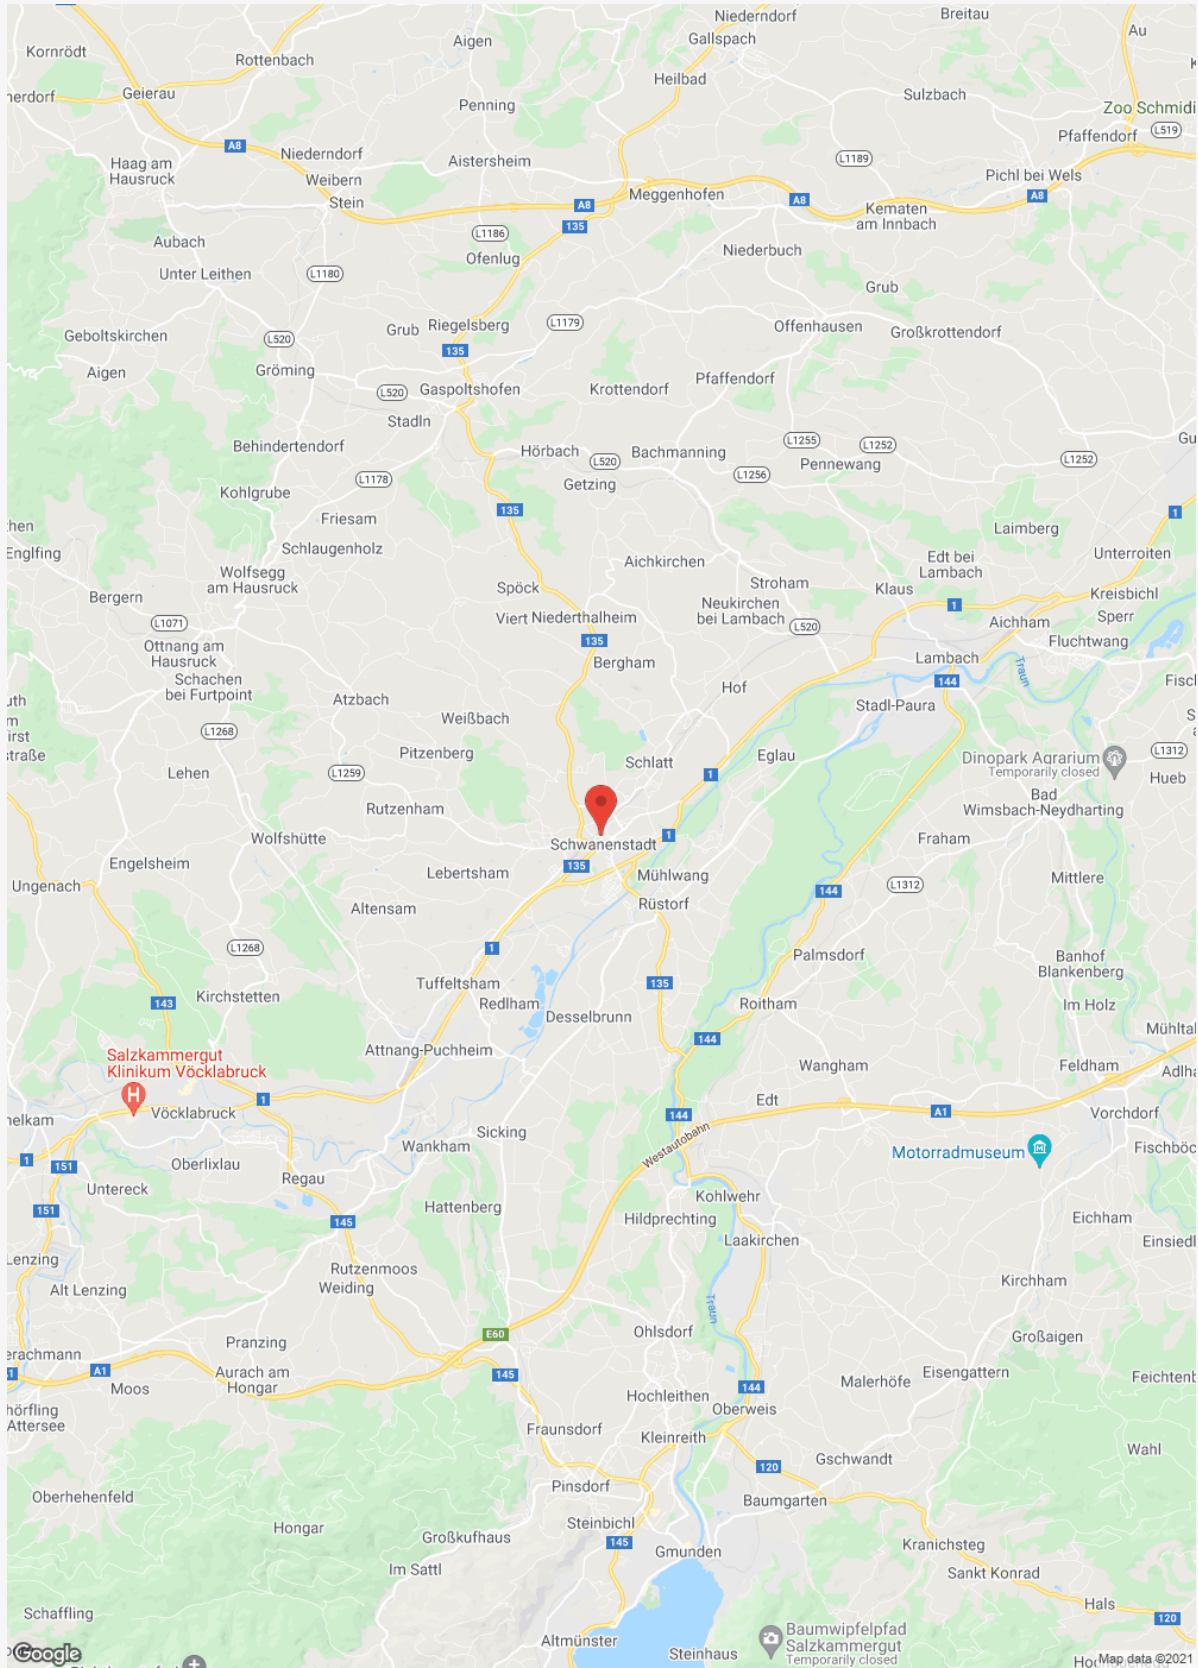 Niederndorf
Breitau
Kornrödt
Aigen
Gallspach
Au
Rottenbach
Heilbad
Geierau
Penning
Sulzbach
Zoo Schmidi
Pfaffendorf
L519
A8
Niederndorf
Aistersheim
L1189
Haag am
Hausruck
Weibern
Meggenhofen
Pichl bei Wels
Stein
A8
A8
A8
Kematen
am Innbach
135
Aubach
L1186
Niederbuch
Ofenlug
Unter Leithen
L1180
Grub
Geboltskirchen
L520
Grub
Riegelsberg
L1179
Offenhausen
Großkrottendorf
135
Aigen
Gröming
L520
Gaspoltshofen
Krottendorf
Pfaffendorf
Stadln
Behindertendorf
Hörbach
L520
Bachmanning
L1255
L1252
Gu
L1178
Getzing
L1256
Pennewang
L1252
Kohlgrube
135
1
Friesam
Laimberg
Englfing
Schlaugenholz
Aichkirchen
Edt bei
Lambach
Unterroiten
Wolfsegg
am Hausruck
Spöck
Stroham
Klaus
Kreisbichl
Bergern
Viert
Niederthalheim
Neukirchen
bei Lambach
1
Sperr
L1071
L520
Aichham
Ottnang am
Hausruck
135
Fluchtwang
Bergham
Lambach
Traun
Schachen
bei Furtpoint
Hof
144
Fisch
Atzbach
Stadl-Paura
Weißbach
L1268
Pitzenberg
Schlatt
Eglau
Dinopark Agrarium
Temporarily closed
L1312
Lehen
L1259
1
Hueb
Rutzenham
Bad
Wimsbach-Neydharting
Wolfshütte
Schwanenstadt
1
Fraham
Engelsheim
Lebertsham
135
Mühlwang
Mittlere
Ungenach
144
L1312
Altensam
Rüstorf
L1268
1
Palmsdorf
Banhof
Blankenberg
Tuffeltsham
135
Kirchstetten
143
Redlham
Roitham
Im Holz
Desselbrunn
144
Mühltal
Salzkammergut
Klinikum Vöcklabruck
Attnang-Puchheim
Wangham
Feldham
Adlha
1
Edt
Vöcklabruck
144
A1
Vorchdorf
Sicking
Westautobahn
Wankham
Motorradmuseum
Fischböc
1
151
Oberlixlau
Regau
Untereck
Kohlwehr
Hattenberg
151
145
Hildprechting
Eichham
Laakirchen
Einsiedl
Lenzing
Rutzenmoos
Weiding
Kirchham
Alt Lenzing
Traun
E60
Ohlsdorf
Großaigen
Pranzing
A1
Aurach am
Hongar
145
Eisengattern
Feichtent
Moos
144
Malerhöfe
Hochleithen
Oberweis
Attersee
Fraunsdorf
Kleinreith
Wahl
Gschwandt
120
Pinsdorf
Oberhehenfeld
Baumgarten
Steinbichl
Hongar
Großkufhaus
145
Kranichsteg
Gmunden
Im Sattl
Sankt Konrad
Hals
Schaffling
120
Baumwipfelpfad
Salzkammergut
Temporarily closed
Altmünster
Steinhaus
Google
Map data ©2021